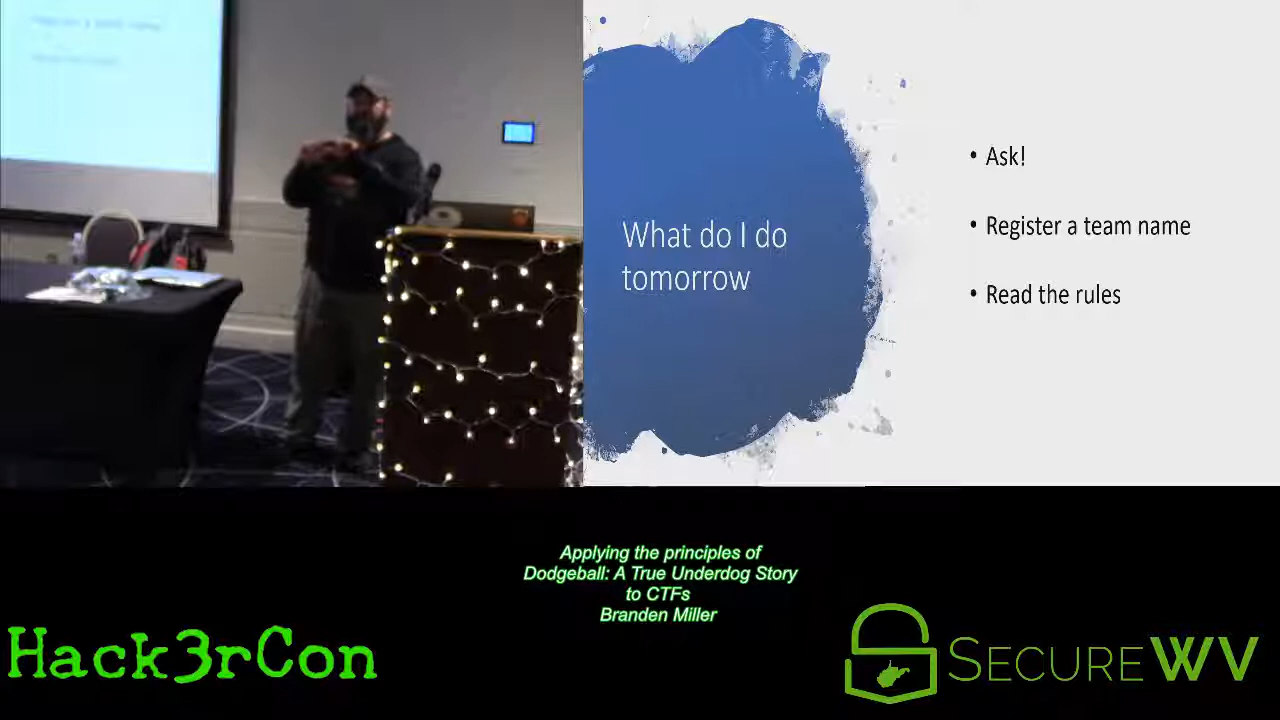 What do I do
tomorrow
• Ask!
• Register a team name
• Read the rules
Applying the principles of
Dodgeball: A True Underdog Story
to CTFs
Branden Miller
Hack3rCon
SECUREWV